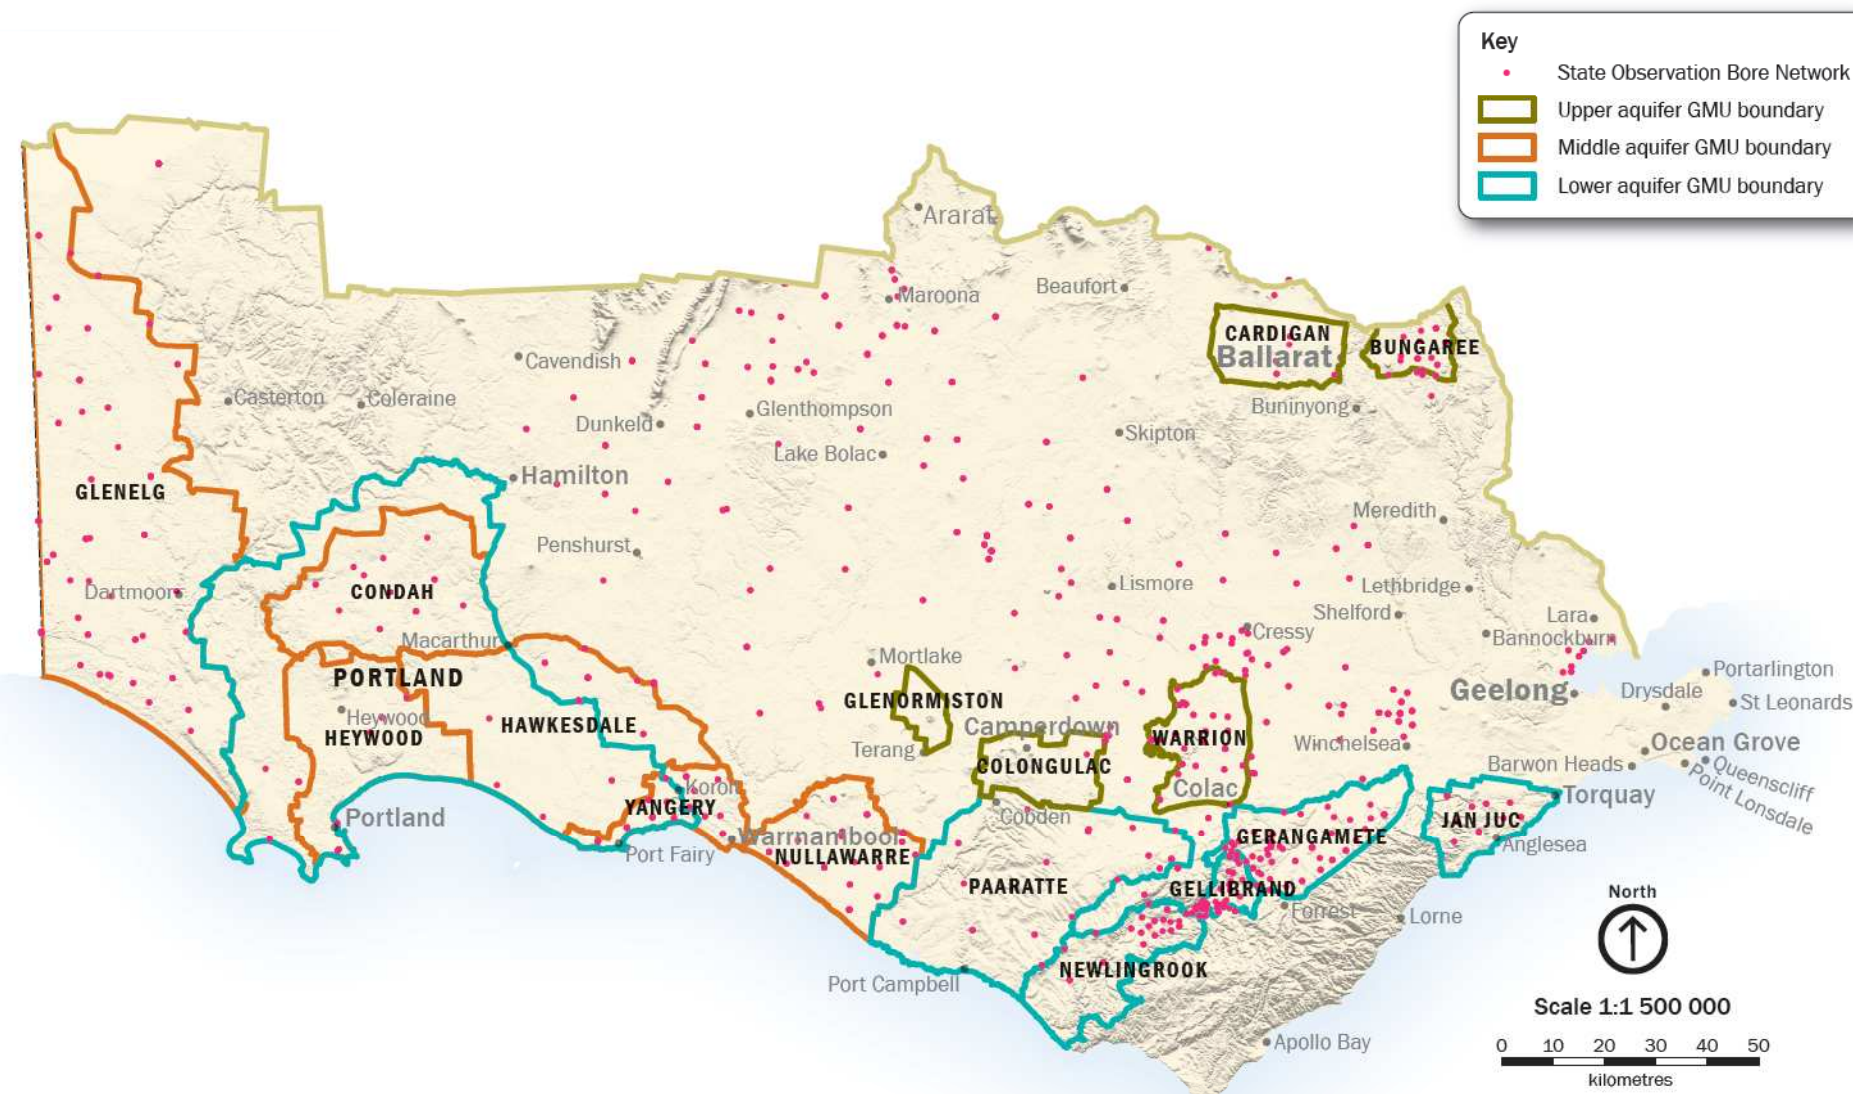 Key
State Observation Bore Network
Upper aquifer GMU boundary
Middle aquifer GMU boundary
Lower aquifer GMU boundary
Ararat
Maroona
Beaufort
CARDIGAN
Ballarat
BUNGAREE
Cavendish
Casterton
Coleraine
Glenthompson
Dunkeld
Buninyong
Skipton
Lake Bolac
Hamilton
GLENELG
Meredith
Penshurst
CONDAH
Dartmoor
Lismore
Lethbridge
Shelford
Lara
Macarthur
Cressy
Bannockburn
Mortlake
Portarlington
PORTLAND
Geelong
Drysdale
St Leonards
GLENORMISTON
Heywood
HAWKESDALE
Camperdown
HEYWOOD
WARRION
Winchelsea
Ocean Grove
Terang
COLONGULAC
Barwon Heads
Queenscliff
Point Lonsdale
Koroit
Colac
Torquay
YANGERY
Portland
Cobden
JAN JUC
Warrnambool
GERANGAMETE
Anglesea
Port Fairy
NULLAWARRE
PAARATTE
GELLIBRAND
North
Forrest
Lorne
NEWLINGROOK
Port Campbell
Scale 1:1 500 000
Apollo Bay
0 10 20 30 40 50
kilometres